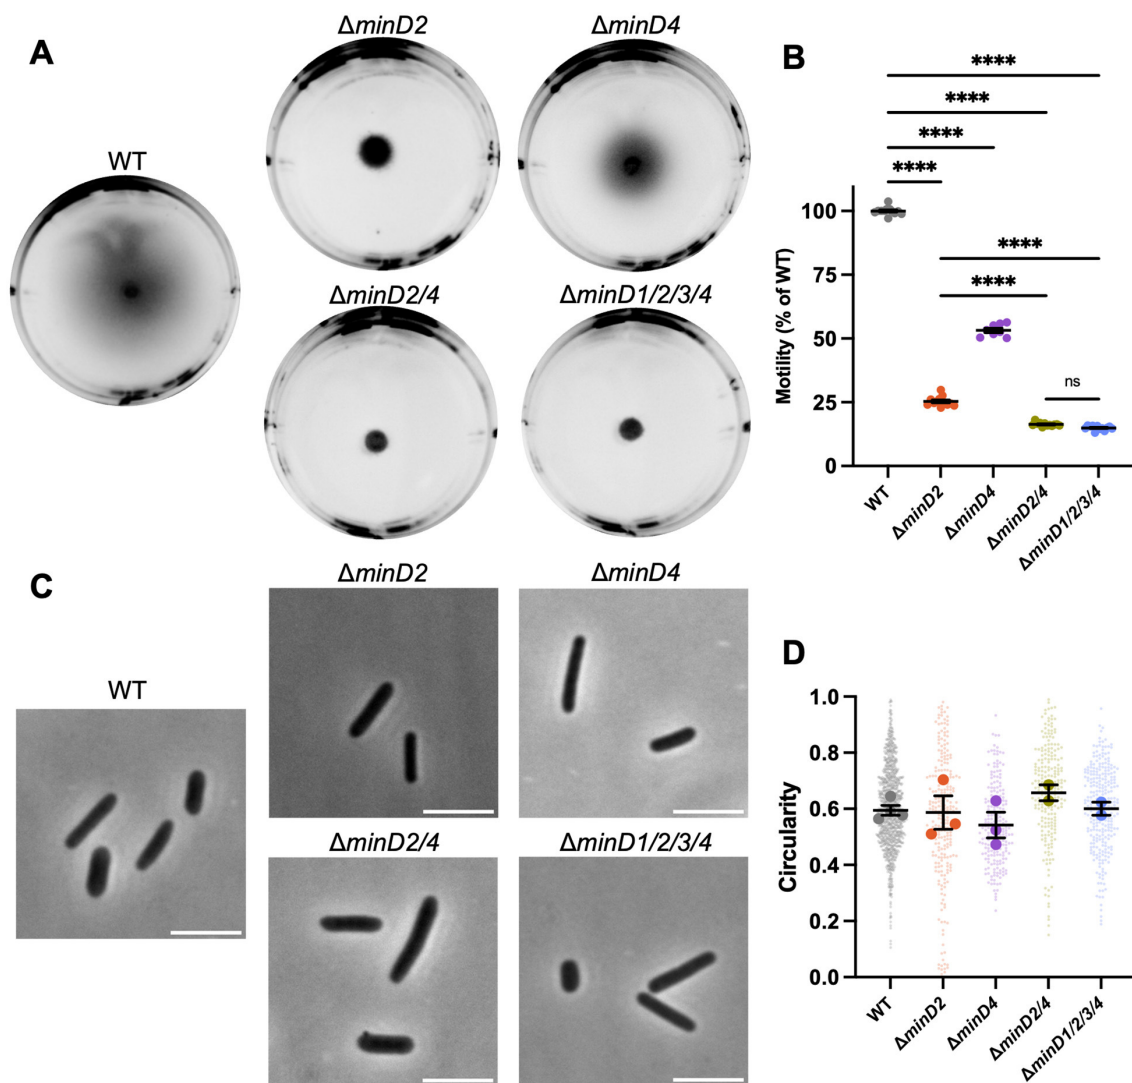 A
WT
ΔminD2
ΔminD4
ΔminD2/4
ΔminD1/2/3/4
B
****
****
****
****
****
****
ns
Motility (% of WT)
100
75
50
25
0
WT
ΔminD2
ΔminD4
ΔminD2/4
ΔminD1/2/3/4
C
WT
ΔminD2
ΔminD4
ΔminD2/4
ΔminD1/2/3/4
D
Circularity
1.0
0.8
0.6
0.4
0.2
0.0
WT
ΔminD2
ΔminD4
ΔminD2/4
ΔminD1/2/3/4